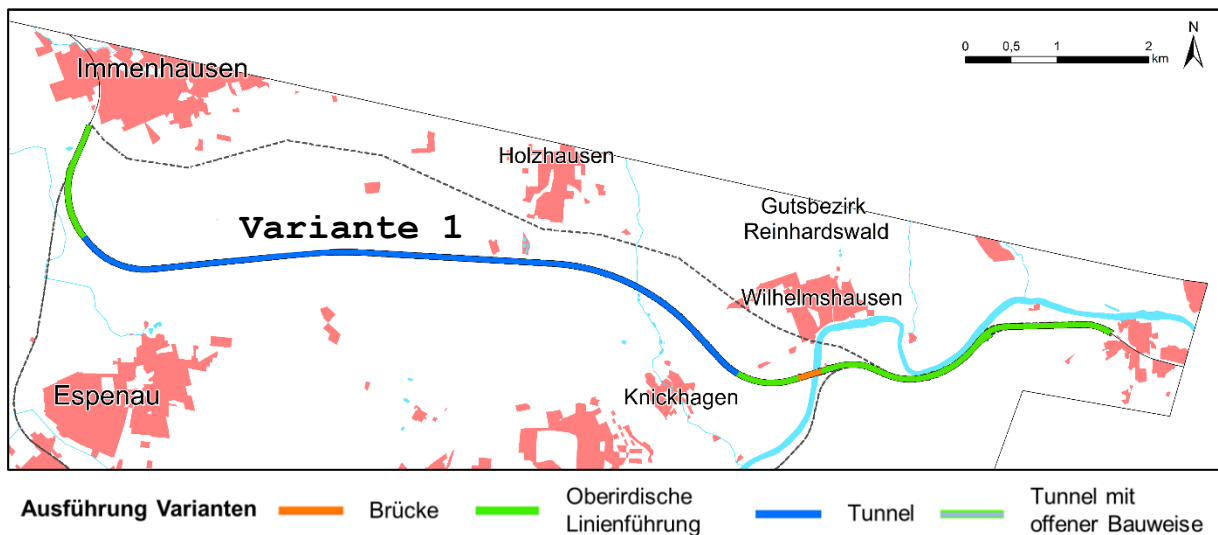 N
0 0,5 1 2
km
Immenhausen
Holzhausen
Gutsbezirk
Reinhardswald
Variante 1
Wilhelmshausen
Espenau
Knickhagen
Ausführung Varianten
Brücke
Oberirdische
Linienführung
Tunnel
Tunnel mit
offener Bauweise